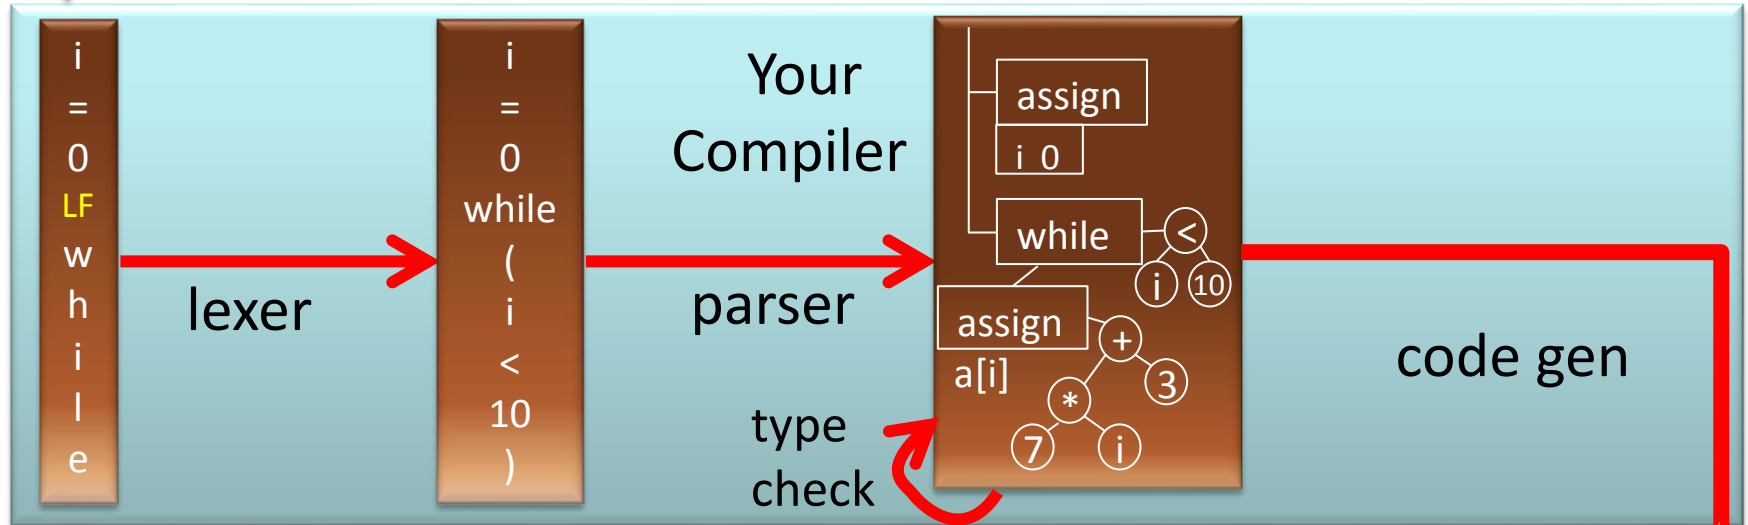 i
=
0
LF
w
h
i
l
e
lexer
i
=
0
while
(
i
<
10
)
Your
Compiler
parser
type
check
assign
i 0
while
<
i
10
assign
a[i]
+
3
*
7
i
code gen